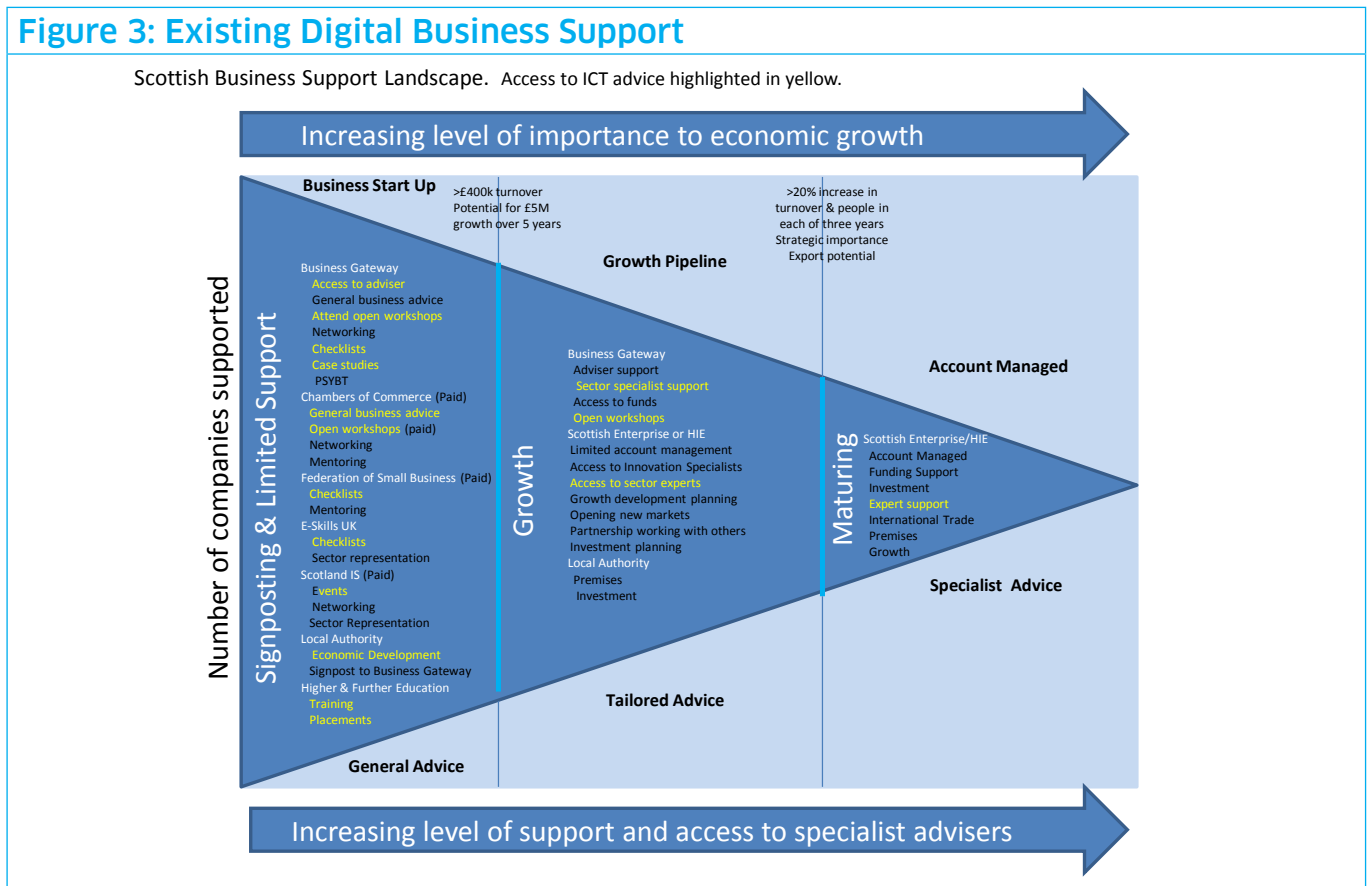 Figure 3: Existing Digital Business Support
Scottish Business Support Landscape. Access to ICT advice highlighted in yellow.
Increasing level of importance to economic growth
Business Start Up
>£400k turnover
Potential for £5M
growth over 5 years
>20% increase in
turnover & people in
each of three years
Strategic importance
Export potential
Growth Pipeline
Account Managed
Number of companies supported
Signposting & Limited Support
Business Gateway
Access to adviser
General business advice
Attend open workshops
Networking
Checklists
Case studies
PSYBT
Chambers of Commerce (Paid)
General business advice
Open workshops (paid)
Networking
Mentoring
Federation of Small Business (Paid)
Checklists
Mentoring
E-Skills UK
Checklists
Sector representation
Scotland IS (Paid)
Events
Networking
Sector Representation
Local Authority
Economic Development
Signpost to Business Gateway
Higher & Further Education
Training
Placements
Growth
Business Gateway
Adviser support
Sector specialist support
Access to funds
Open workshops
Scottish Enterprise or HIE
Limited account management
Access to Innovation Specialists
Access to sector experts
Growth development planning
Opening new markets
Partnership working with others
Investment planning
Local Authority
Premises
Investment
Maturing
Scottish Enterprise/HIE
Account Managed
Funding Support
Investment
Expert support
International Trade
Premises
Growth
General Advice
Tailored Advice
Specialist Advice
Increasing level of support and access to specialist advisers